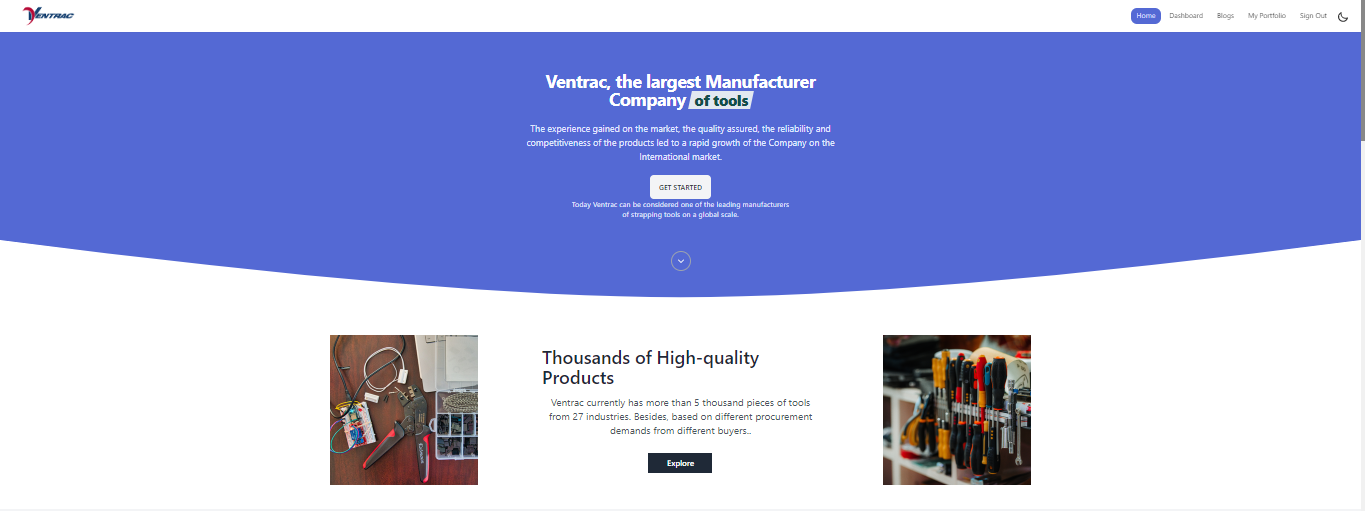 VENTRAC
Home Dashboard Blogs My Portfolio Sign Out
Ventrac, the largest Manufacturer
Company of tools
The experience gained on the market, the quality assured, the reliability and
competitiveness of the products led to a rapid growth of the Company on the
International market.
GET STARTED
Today Ventrac can be considered one of the leading manufacturers
of strapping tools on a global scale.
Thousands of High-quality
Products
Ventrac currently has more than 5 thousand pieces of tools
from 27 industries. Besides, based on different procurement
demands from different buyers..
Explore